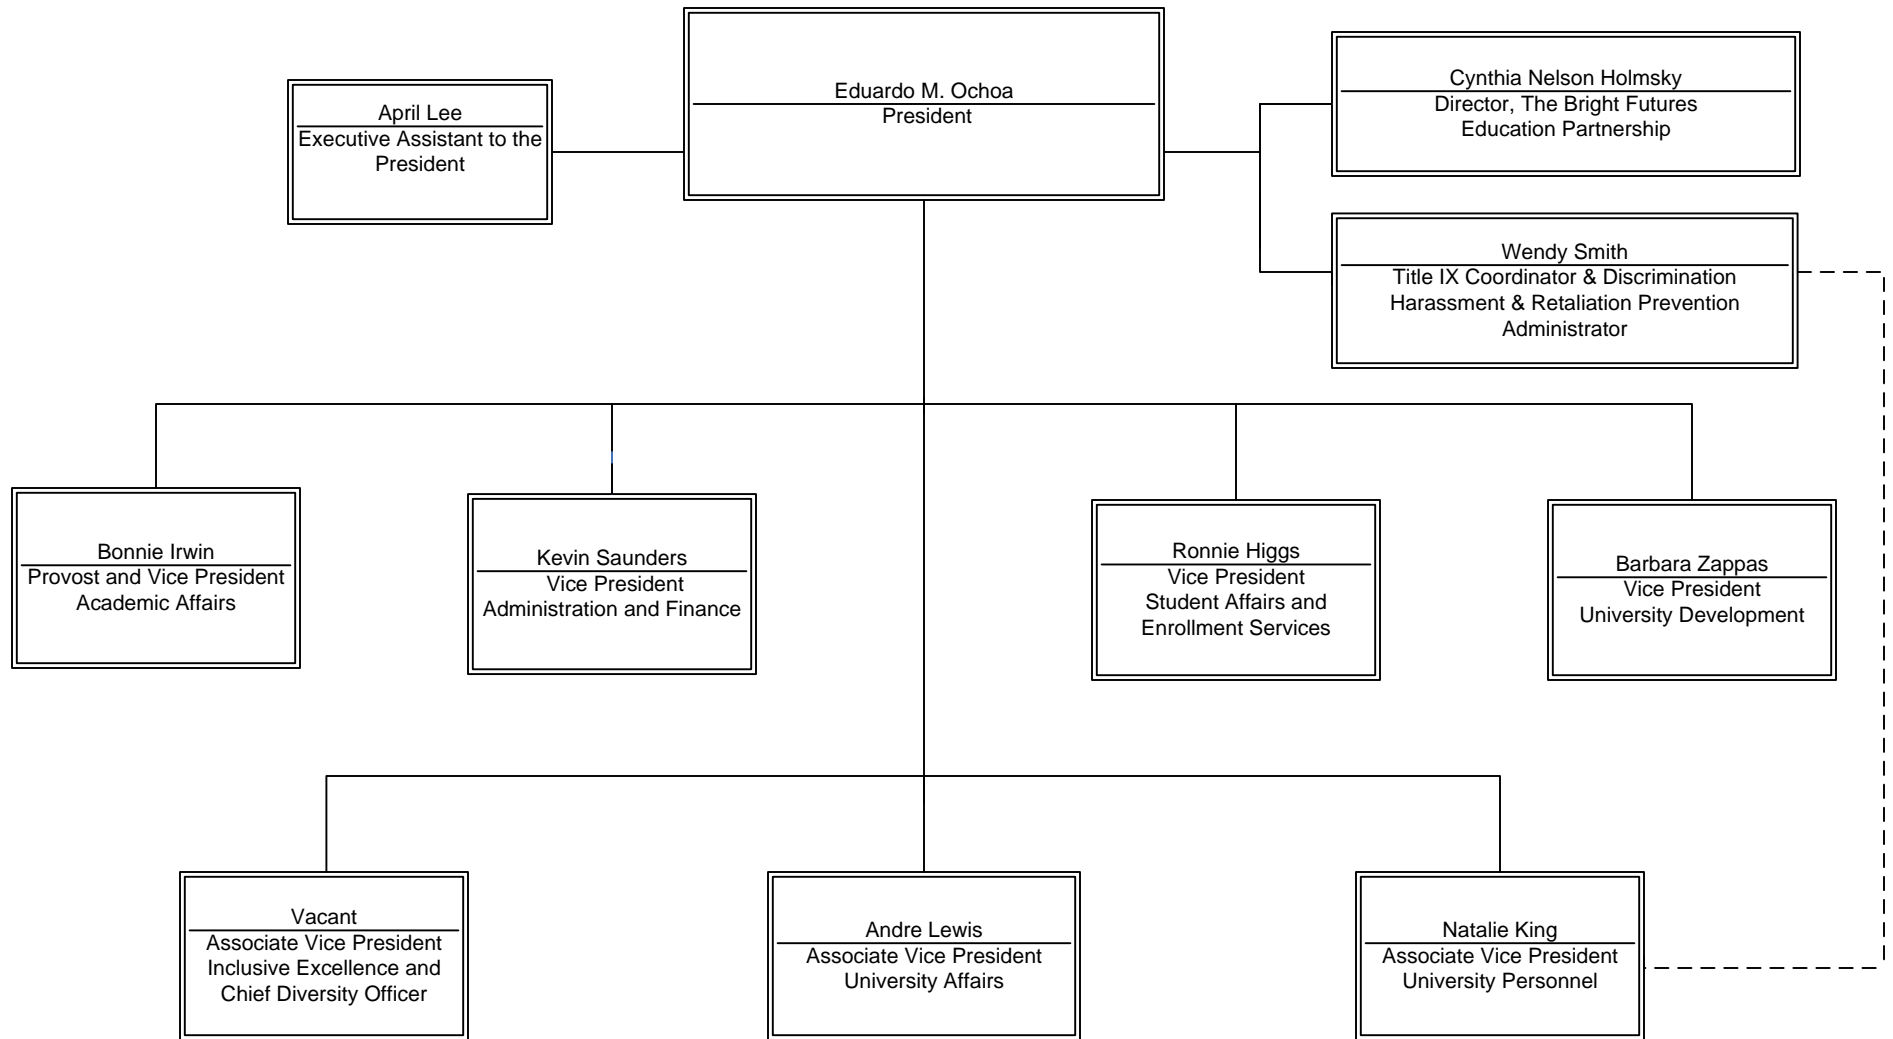 Eduardo M. Ochoa
President
April Lee
Executive Assistant to the
President
Cynthia Nelson Holmsky
Director, The Bright Futures
Education Partnership
Wendy Smith
Title IX Coordinator & Discrimination
Harassment & Retaliation Prevention
Administrator
Bonnie Irwin
Provost and Vice President
Academic Affairs
Kevin Saunders
Vice President
Administration and Finance
Ronnie Higgs
Vice President
Student Affairs and
Enrollment Services
Barbara Zappas
Vice President
University Development
Vacant
Associate Vice President
Inclusive Excellence and
Chief Diversity Officer
Andre Lewis
Associate Vice President
University Affairs
Natalie King
Associate Vice President
University Personnel